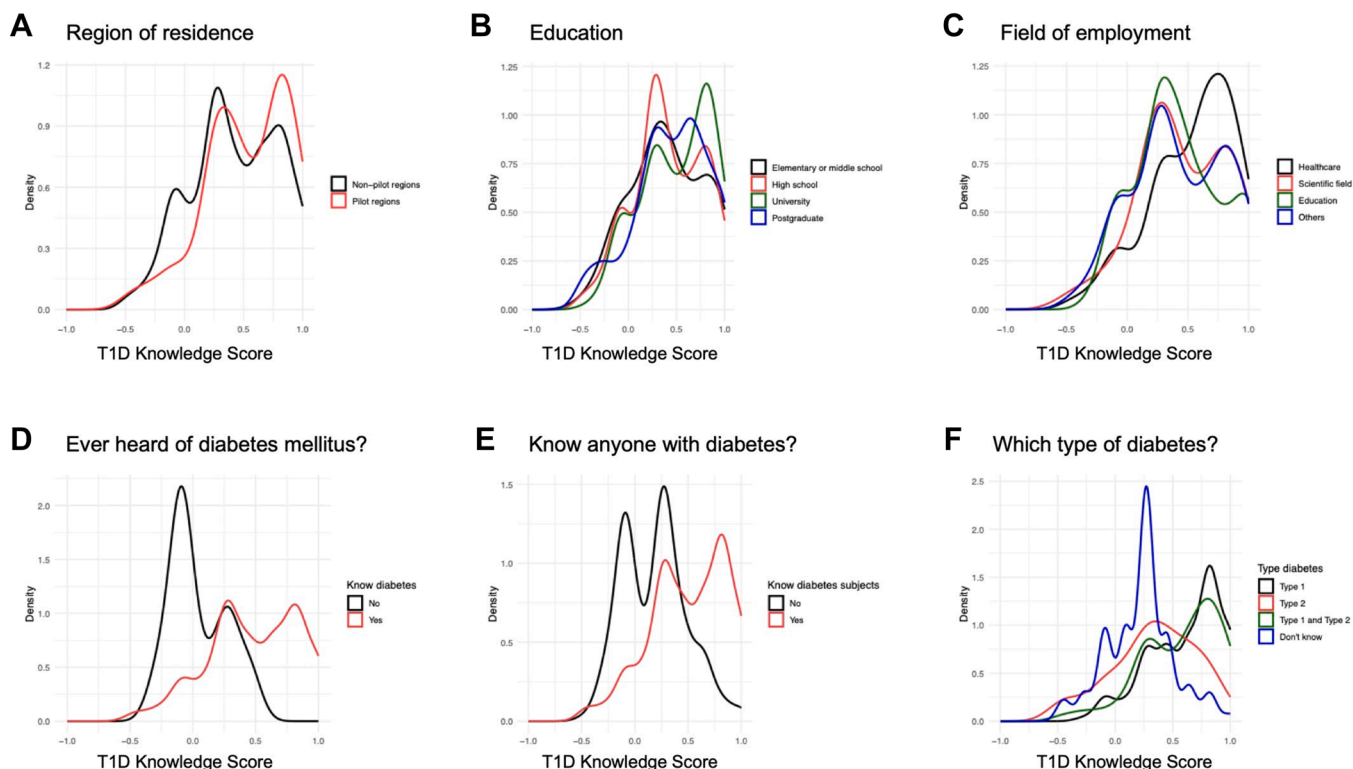 A Region of residence
1.2
0.9
0.6
0.3
0.0
Density
−1.0 −0.5 0.0 0.5 1.0
T1D Knowledge Score
Non−pilot regions
Pilot regions
B Education
1.25
1.00
0.75
0.50
0.25
0.00
Density
−1.0 −0.5 0.0 0.5 1.0
T1D Knowledge Score
Elementary or middle school
High school
University
Postgraduate
C Field of employment
1.25
1.00
0.75
0.50
0.25
0.00
Density
−1.0 −0.5 0.0 0.5 1.0
T1D Knowledge Score
Healthcare
Scientific field
Education
Others
D Ever heard of diabetes mellitus?
2.0
1.5
1.0
0.5
0.0
Density
−1.0 −0.5 0.0 0.5 1.0
T1D Knowledge Score
Know diabetes
No
Yes
E Know anyone with diabetes?
1.5
1.0
0.5
0.0
Density
−1.0 −0.5 0.0 0.5 1.0
T1D Knowledge Score
Know diabetes subjects
No
Yes
F Which type of diabetes?
2.5
2.0
1.5
1.0
0.5
0.0
Density
−1.0 −0.5 0.0 0.5 1.0
T1D Knowledge Score
Type diabetes
Type 1
Type 2
Type 1 and Type 2
Don't know